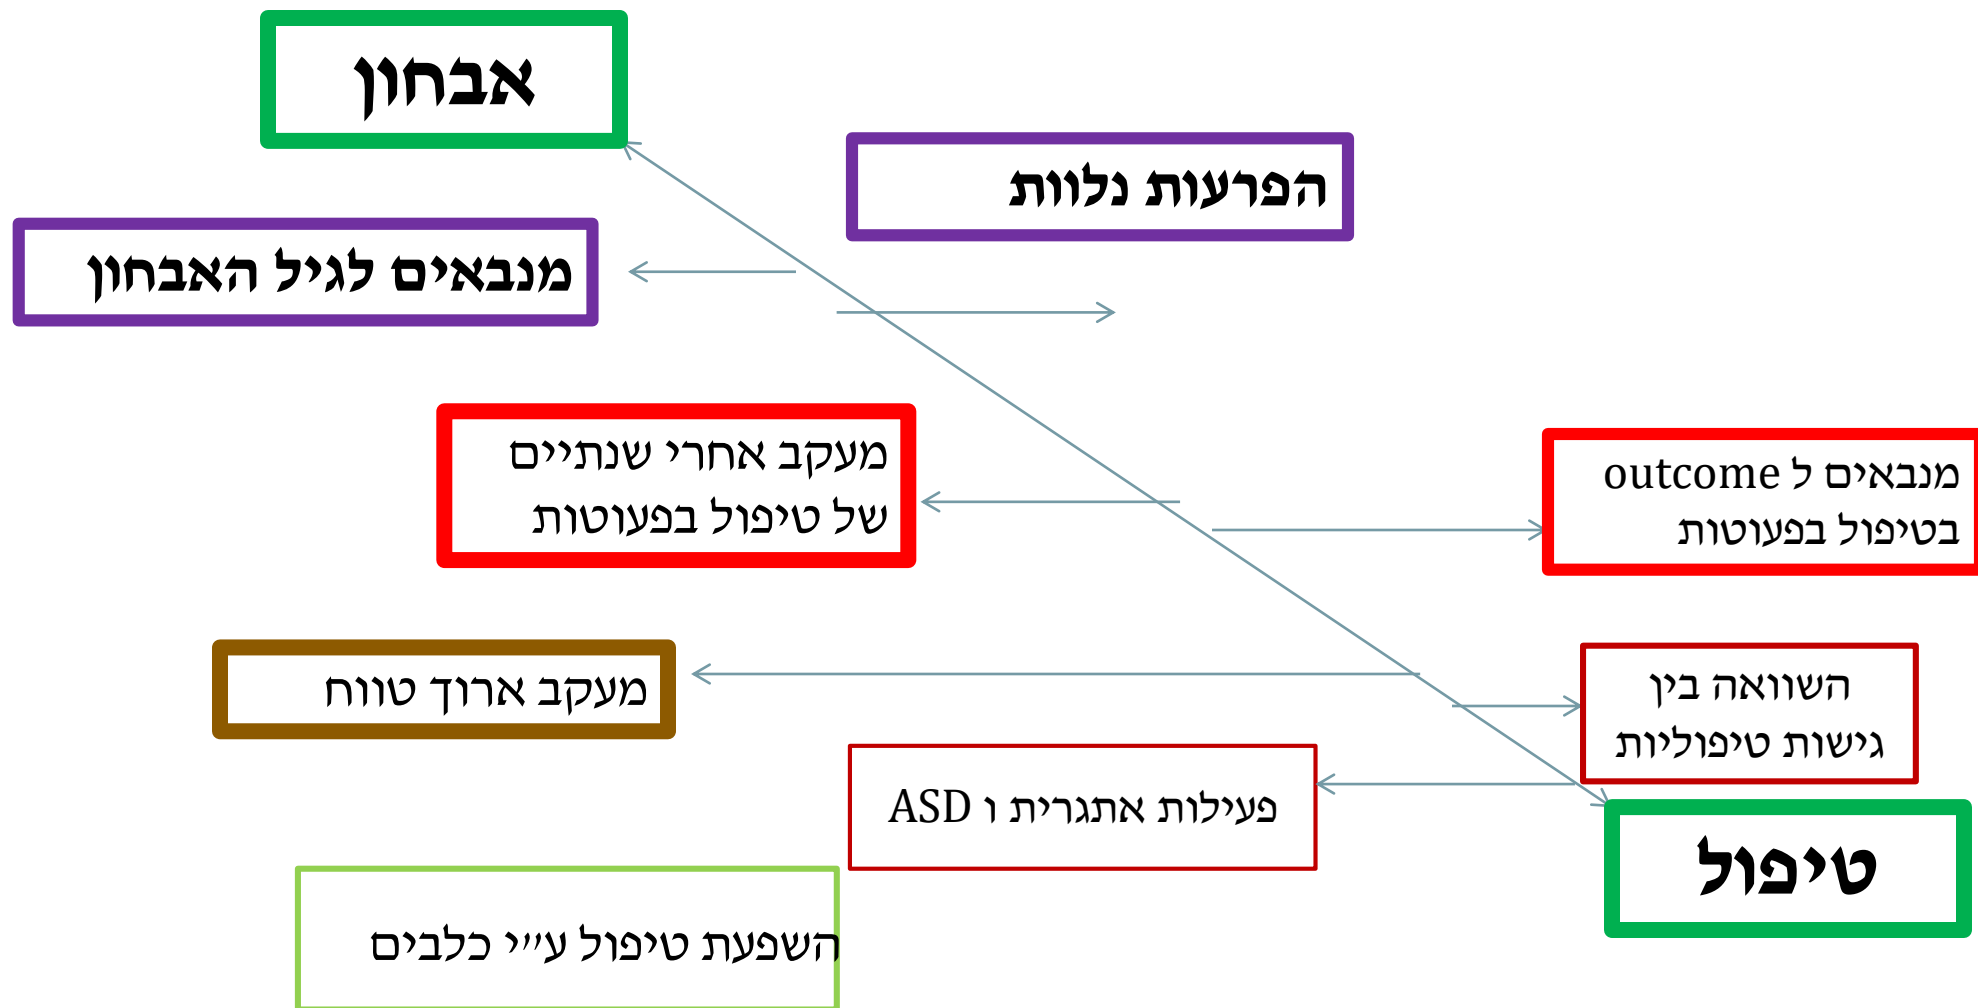 אבחון
הפרעות נלוות
מנבאים לגיל האבחון
מעקב אחרי שנתיים
של טיפול בפעוטות
מנבאים ל outcome
בטיפול בפעוטות
מעקב ארוך טווח
השוואה בין
גישות טיפוליות
פעילות אתגרית ו ASD
טיפול
השפעת טיפול ע״י כלבים